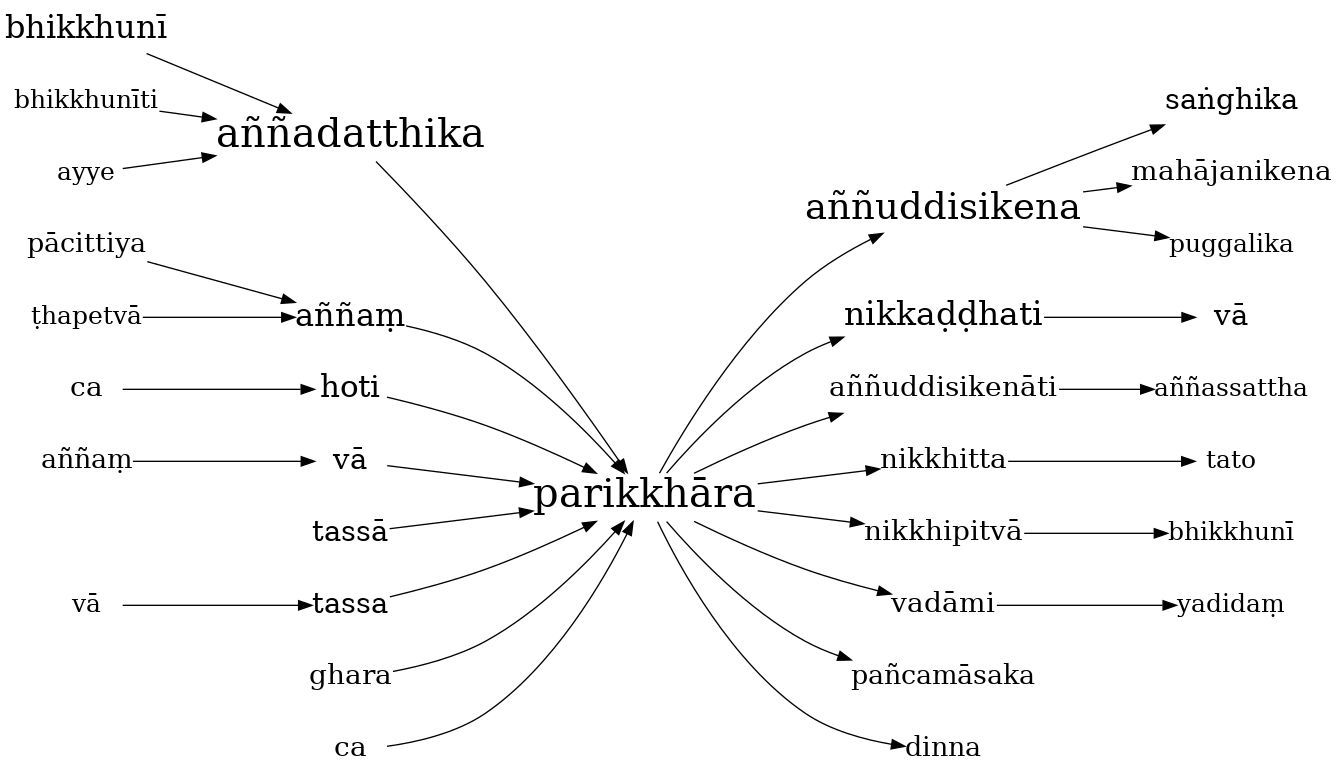 bhikkhunī
bhikkhunīti
ayye
aññadatthika
pācittiya
ṭhapetvā
aññaṃ
ca
hoti
aññaṃ
vā
tassā
vā
tassa
ghara
ca
parikkhāra
aññuddisikena
saṅghika
mahājanikena
puggalika
nikkaḍḍhati
vā
aññuddisikenāti
aññassattha
nikkhitta
tato
nikkhipitvā
bhikkhunī
vadāmi
yadidaṃ
pañcamāsaka
dinna